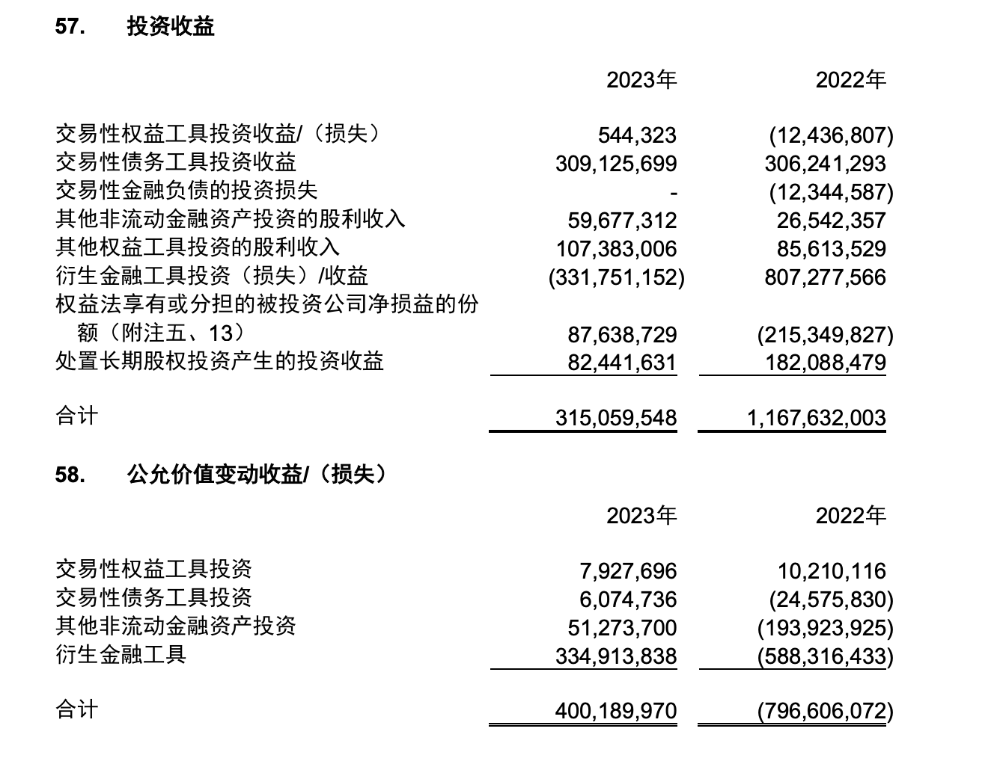 57. 投资收益
2023年 2022年
交易性权益工具投资收益/（损失） 544,323 (12,436,807)
交易性债务工具投资收益 309,125,699 306,241,293
交易性金融负债的投资损失 - (12,344,587)
其他非流动金融资产投资的股利收入 59,677,312 26,542,357
其他权益工具投资的股利收入 107,383,006 85,613,529
衍生金融工具投资（损失）/收益 (331,751,152) 807,277,566
权益法享有或分担的被投资公司净损益的份
额（附注五、13） 87,638,729 (215,349,827)
处置长期股权投资产生的投资收益 82,441,631 182,088,479
合计 315,059,548 1,167,632,003
58. 公允价值变动收益/（损失）
2023年 2022年
交易性权益工具投资 7,927,696 10,210,116
交易性债务工具投资 6,074,736 (24,575,830)
其他非流动金融资产投资 51,273,700 (193,923,925)
衍生金融工具 334,913,838 (588,316,433)
合计 400,189,970 (796,606,072)